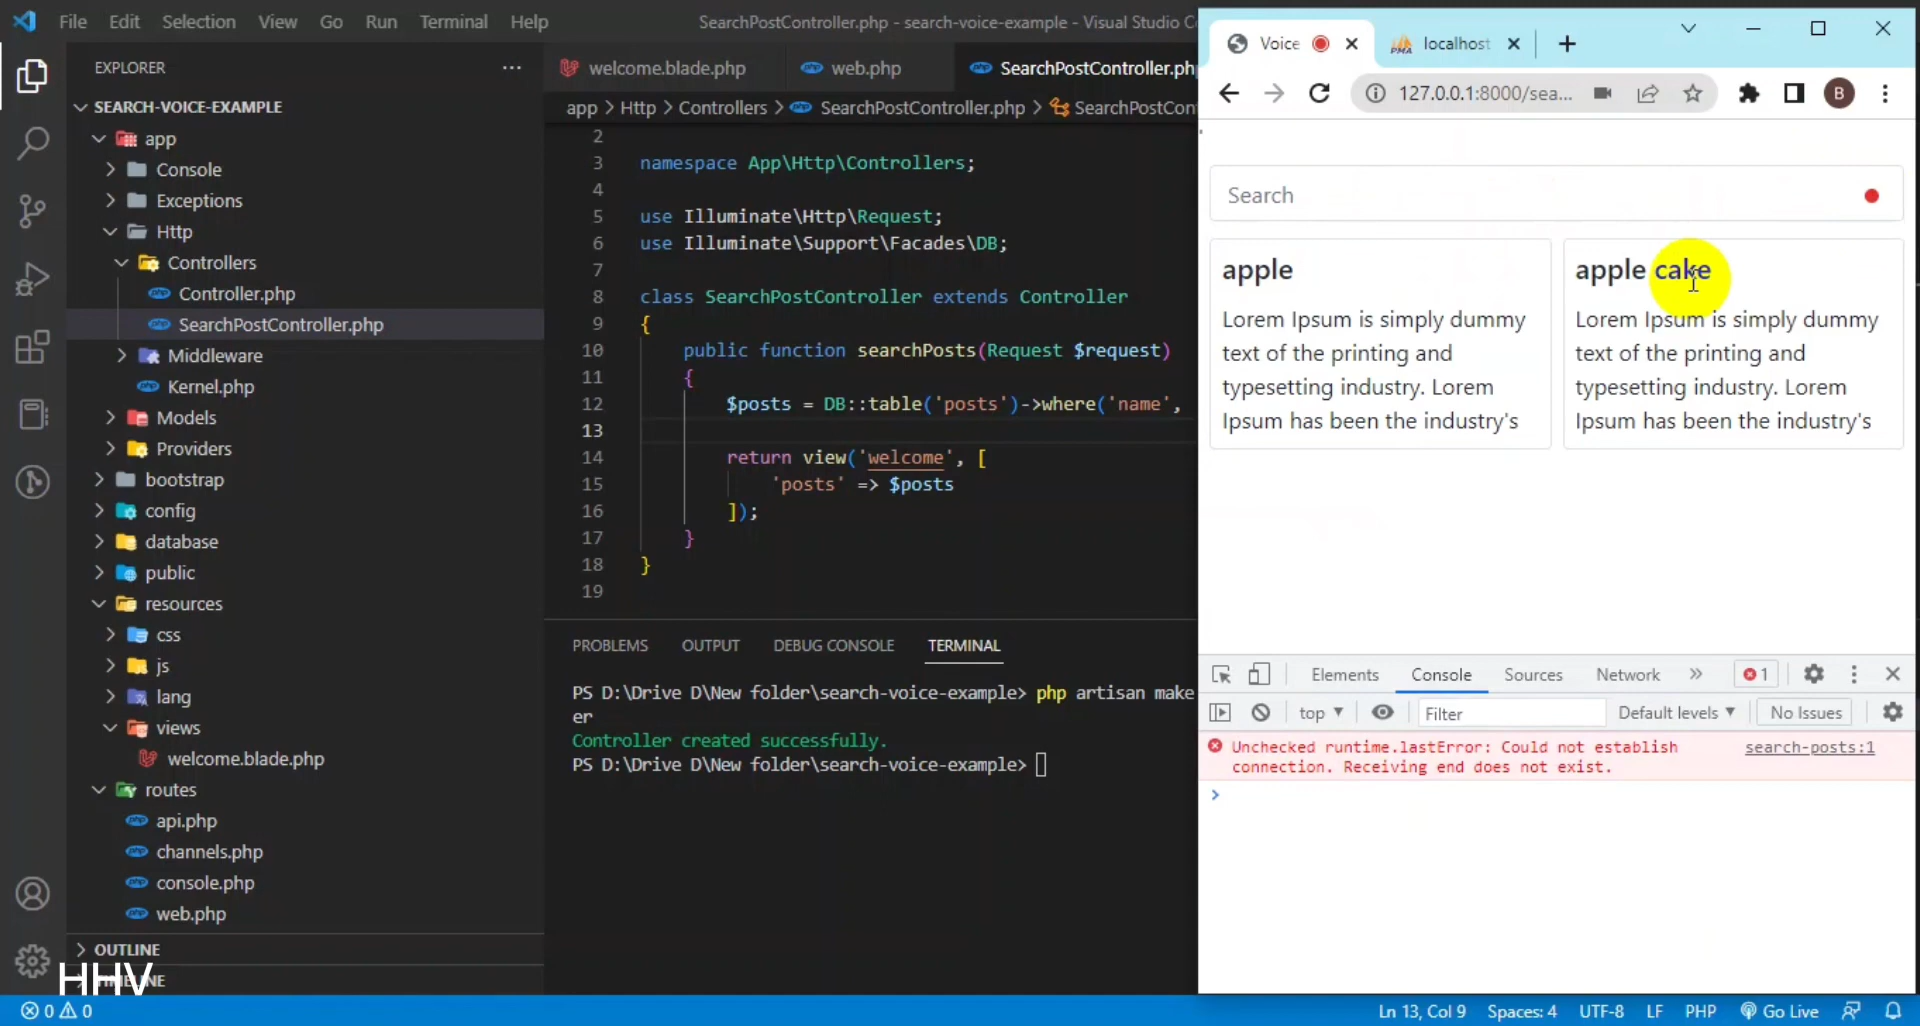 File Edit Selection View Go Run Terminal Help
SearchPostController.php - search-voice-example - Visual Studio Co
EXPLORER
SEARCH-VOICE-EXAMPLE
app
Console
Exceptions
Http
Controllers
Controller.php
SearchPostController.php
Middleware
Kernel.php
Models
Providers
bootstrap
config
database
public
resources
css
js
lang
views
welcome.blade.php
routes
api.php
channels.php
console.php
web.php
OUTLINE
HHV
welcome.blade.php web.php SearchPostController.php
app > Http > Controllers > SearchPostController.php > SearchPostCont
2
3 namespace App\Http\Controllers;
4
5 use Illuminate\Http\Request;
6 use Illuminate\Support\Facades\DB;
7
8 class SearchPostController extends Controller
9 {
10 public function searchPosts(Request $request)
11 {
12 $posts = DB::table('posts')->where('name',
13
14 return view('welcome', [
15 'posts' => $posts
16 ]);
17 }
18 }
19
PROBLEMS OUTPUT DEBUG CONSOLE TERMINAL
PS D:\Drive D\New folder\search-voice-example> php artisan make
er
Controller created successfully.
PS D:\Drive D\New folder\search-voice-example>
Voice localhost
127.0.0.1:8000/sea... B
Search
apple
Lorem Ipsum is simply dummy
text of the printing and
typesetting industry. Lorem
Ipsum has been the industry's
apple cake
Lorem Ipsum is simply dummy
text of the printing and
typesetting industry. Lorem
Ipsum has been the industry's
Elements Console Sources Network » 1
top Filter Default levels No Issues
Unchecked runtime.lastError: Could not establish search-posts:1
connection. Receiving end does not exist.
0 0
Ln 13, Col 9 Spaces: 4 UTF-8 LF PHP Go Live